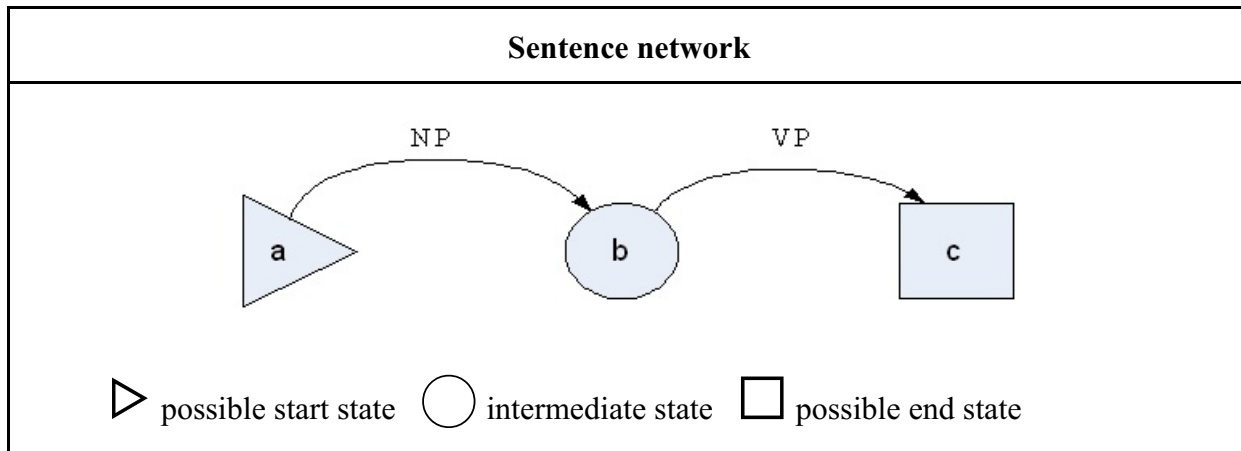 Sentence network
NP VP
a b c
possible start state intermediate state possible end state